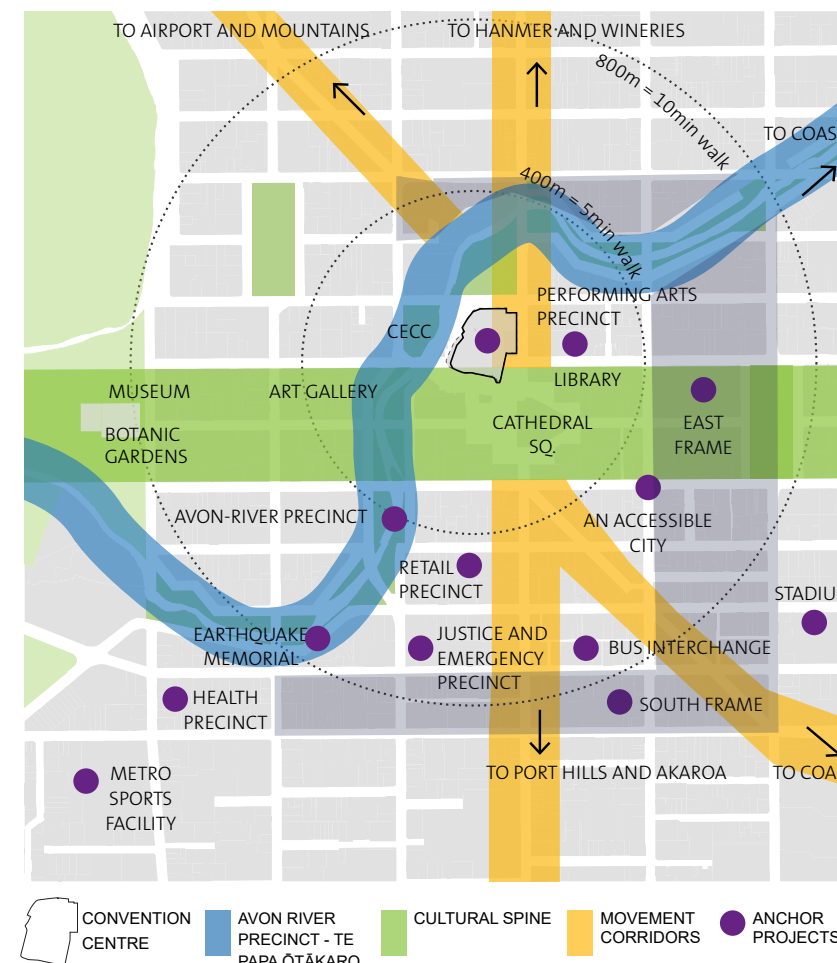 TO AIRPORT AND MOUNTAINS
TO HANMER AND WINERIES
800m = 10min walk
TO COAS
400m = 5min walk
PERFORMING ARTS
PRECINCT
CECC
LIBRARY
MUSEUM
ART GALLERY
CATHEDRAL
SQ.
EAST
FRAME
BOTANIC
GARDENS
AVON-RIVER PRECINCT
AN ACCESSIBLE
CITY
RETAIL
PRECINCT
STADIU
EARTHQUAKE
MEMORIAL
JUSTICE AND
EMERGENCY
PRECINCT
BUS INTERCHANGE
HEALTH
PRECINCT
SOUTH FRAME
METRO
SPORTS
FACILITY
TO PORT HILLS AND AKAROA
TO COA
CONVENTION
CENTRE
AVON RIVER
PRECINCT - TE
PAPA ŌTĀKARO
CULTURAL SPINE
MOVEMENT
CORRIDORS
ANCHOR
PROJECTS